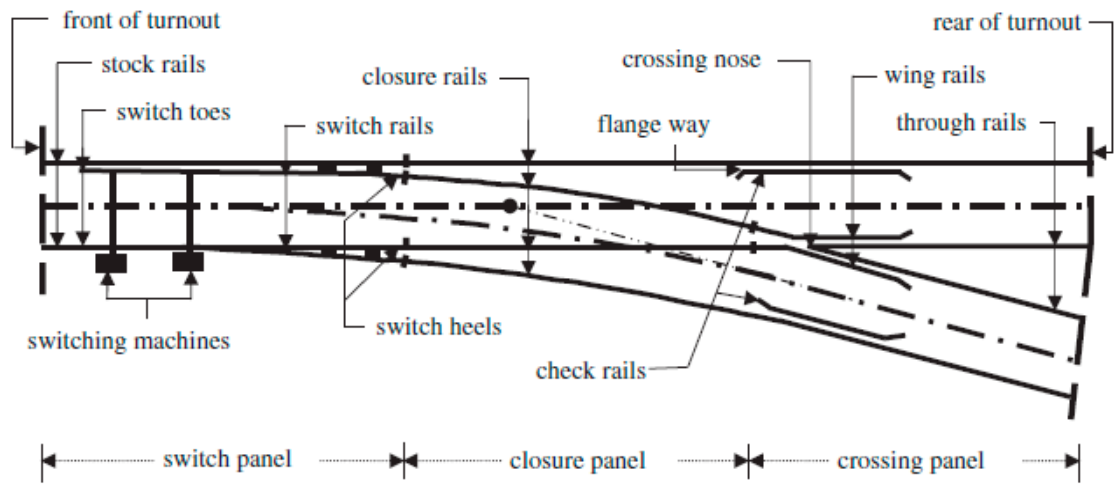 front of turnout
rear of turnout
stock rails
closure rails
crossing nose
wing rails
switch toes
switch rails
flange way
through rails
switch heels
switching machines
check rails
switch panel
closure panel
crossing panel